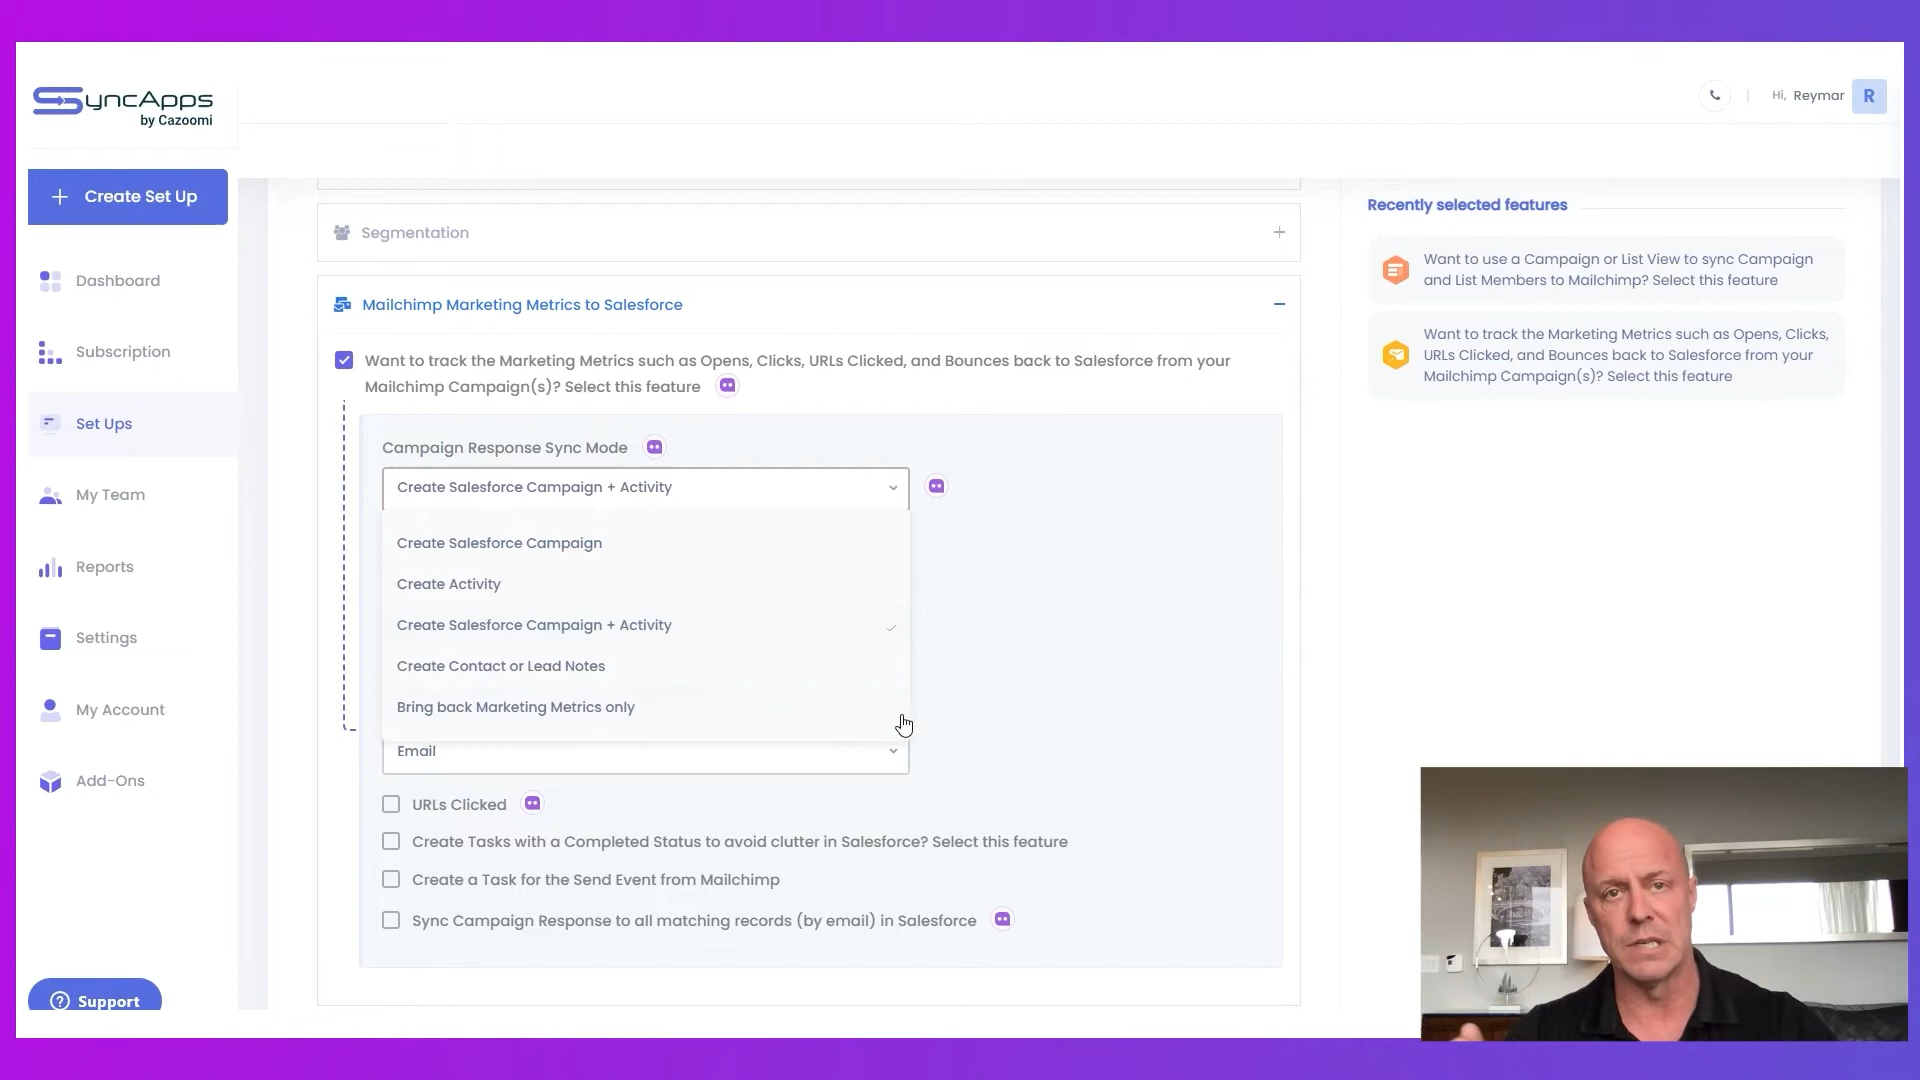 SyncApps
by Cazoomi
Hi, Reymar
R
Create Set Up
Dashboard
Subscription
Set Ups
My Team
Reports
Settings
My Account
Add-Ons
Support
Segmentation
Mailchimp Marketing Metrics to Salesforce
Want to track the Marketing Metrics such as Opens, Clicks, URLs Clicked, and Bounces back to Salesforce from your
Mailchimp Campaign(s)? Select this feature
Campaign Response Sync Mode
Create Salesforce Campaign + Activity
Create Salesforce Campaign
Create Activity
Create Salesforce Campaign + Activity
Create Contact or Lead Notes
Bring back Marketing Metrics only
Email
URLs Clicked
Create Tasks with a Completed Status to avoid clutter in Salesforce? Select this feature
Create a Task for the Send Event from Mailchimp
Sync Campaign Response to all matching records (by email) in Salesforce
Recently selected features
Want to use a Campaign or List View to sync Campaign
and List Members to Mailchimp? Select this feature
Want to track the Marketing Metrics such as Opens, Clicks,
URLs Clicked, and Bounces back to Salesforce from your
Mailchimp Campaign(s)? Select this feature